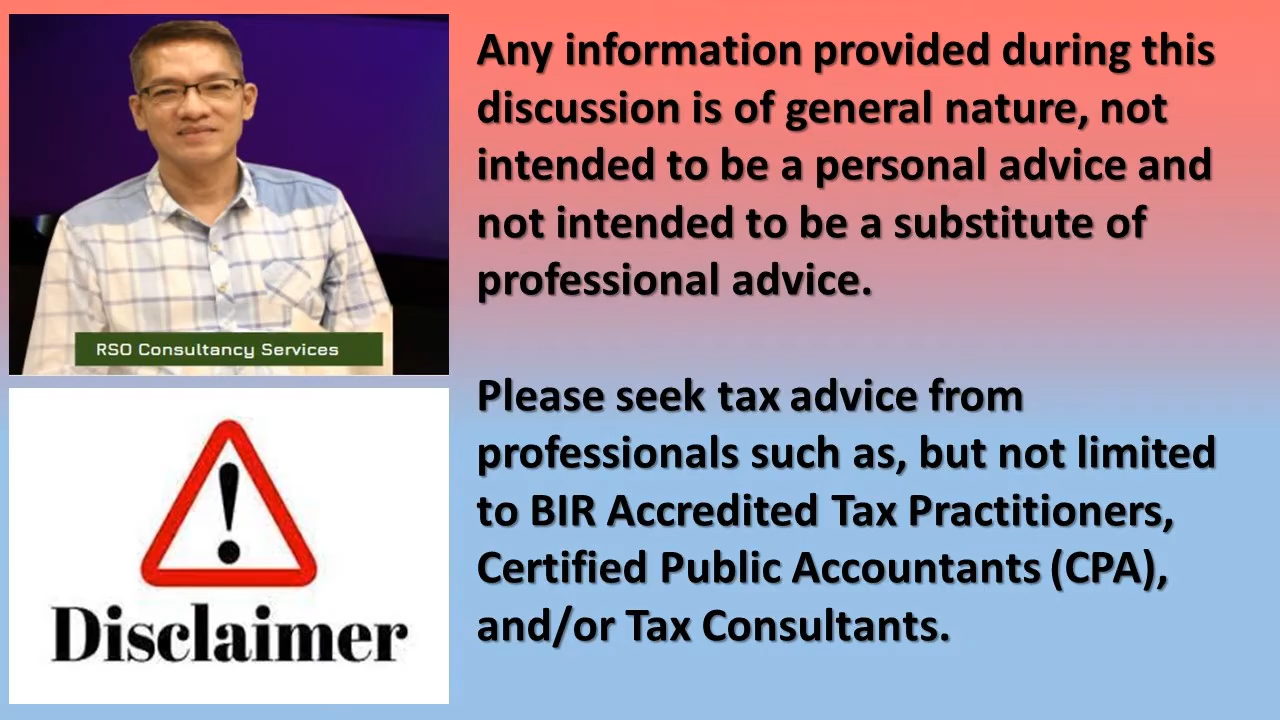 RSO Consultancy Services
Disclaimer
Any information provided during this
discussion is of general nature, not
intended to be a personal advice and
not intended to be a substitute of
professional advice.
Please seek tax advice from
professionals such as, but not limited
to BIR Accredited Tax Practitioners,
Certified Public Accountants (CPA),
and/or Tax Consultants.